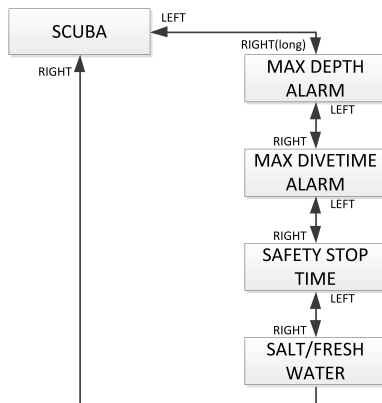 LEFT
SCUBA
RIGHT(long)
RIGHT
MAX DEPTH
ALARM
LEFT
RIGHT
MAX DIVETIME
ALARM
LEFT
RIGHT
SAFETY STOP
TIME
LEFT
RIGHT
SALT/FRESH
WATER